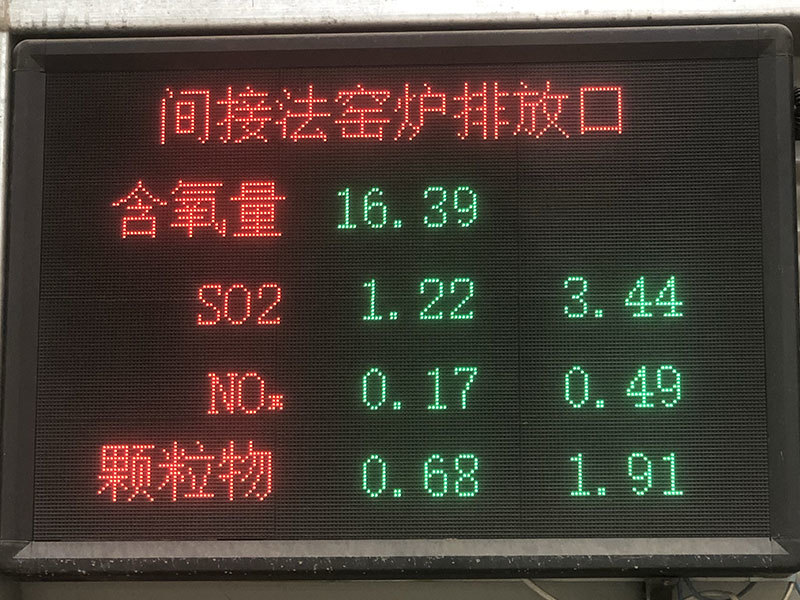 间接法窑炉排放口
含氧量 16.39
SO2 1.22 3.44
NOx 0.17 0.49
颗粒物 0.68 1.91